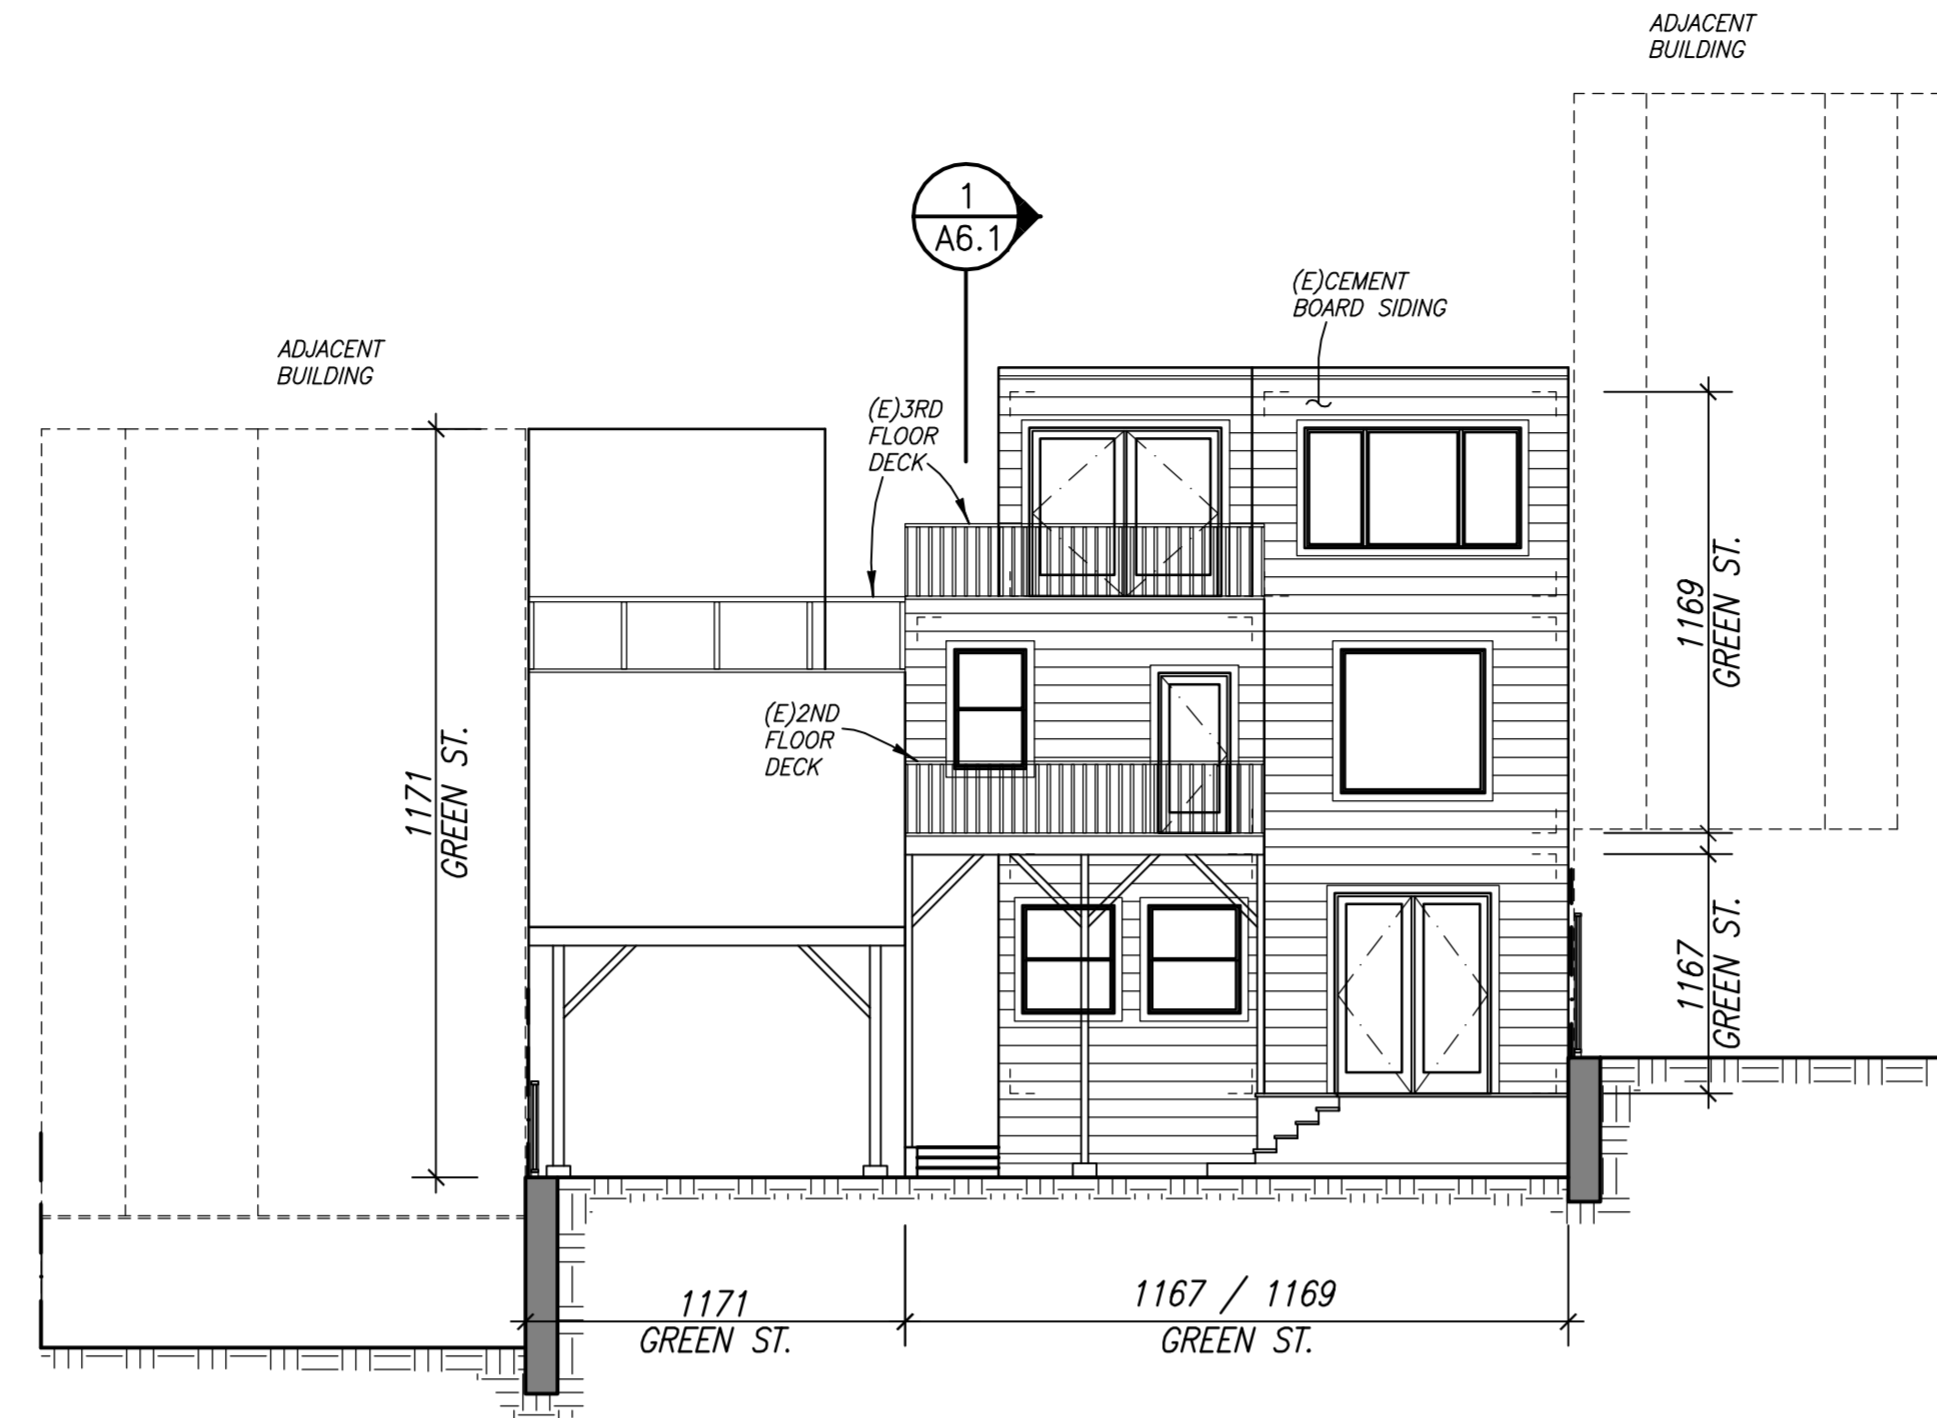 ADJACENT
BUILDING
1
A6.1
(E)CEMENT
BOARD SIDING
ADJACENT
BUILDING
(E)3RD
FLOOR
DECK
(E)2ND
FLOOR
DECK
1171
GREEN ST.
1169
GREEN ST.
1167
GREEN ST.
1171
GREEN ST.
1167 / 1169
GREEN ST.